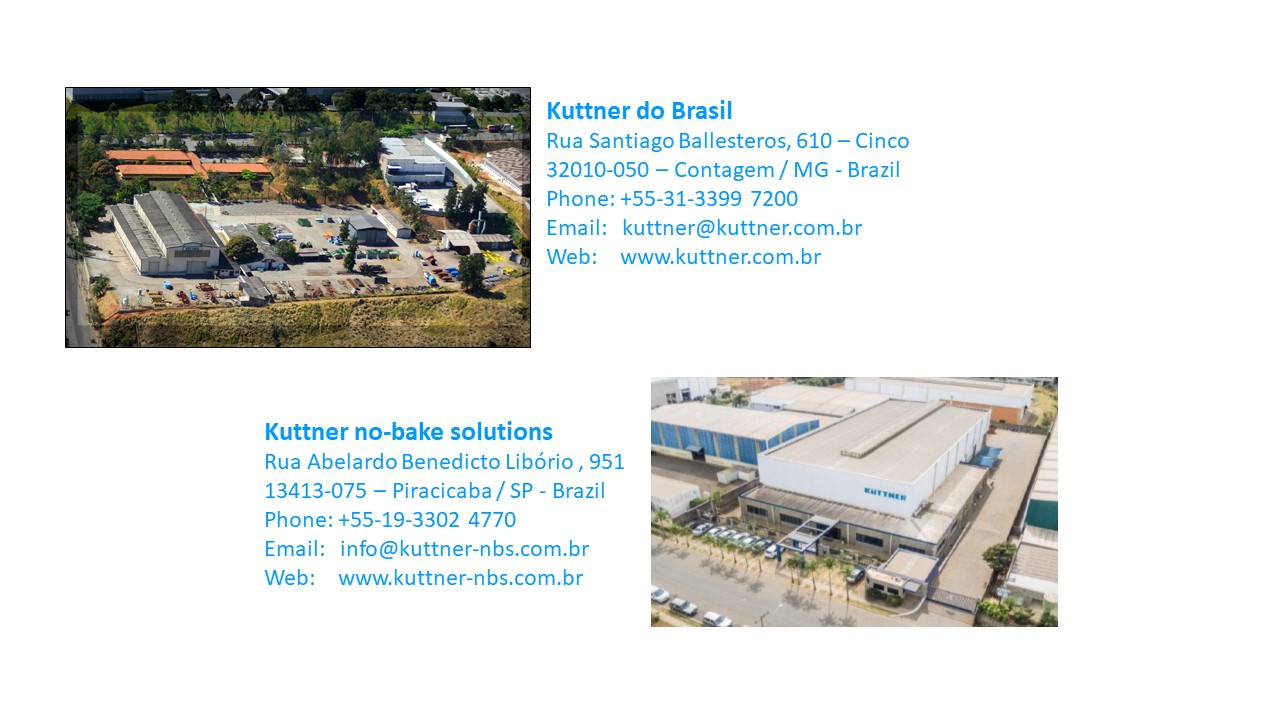 Kuttner do Brasil
Rua Santiago Ballesteros, 610 – Cinco
32010-050 – Contagem / MG - Brazil
Phone: +55-31-3399 7200
Email: kuttner@kuttner.com.br
Web: www.kuttner.com.br
Kuttner no-bake solutions
Rua Abelardo Benedicto Libório , 951
13413-075 – Piracicaba / SP - Brazil
Phone: +55-19-3302 4770
Email: info@kuttner-nbs.com.br
Web: www.kuttner-nbs.com.br
KÜTTNER